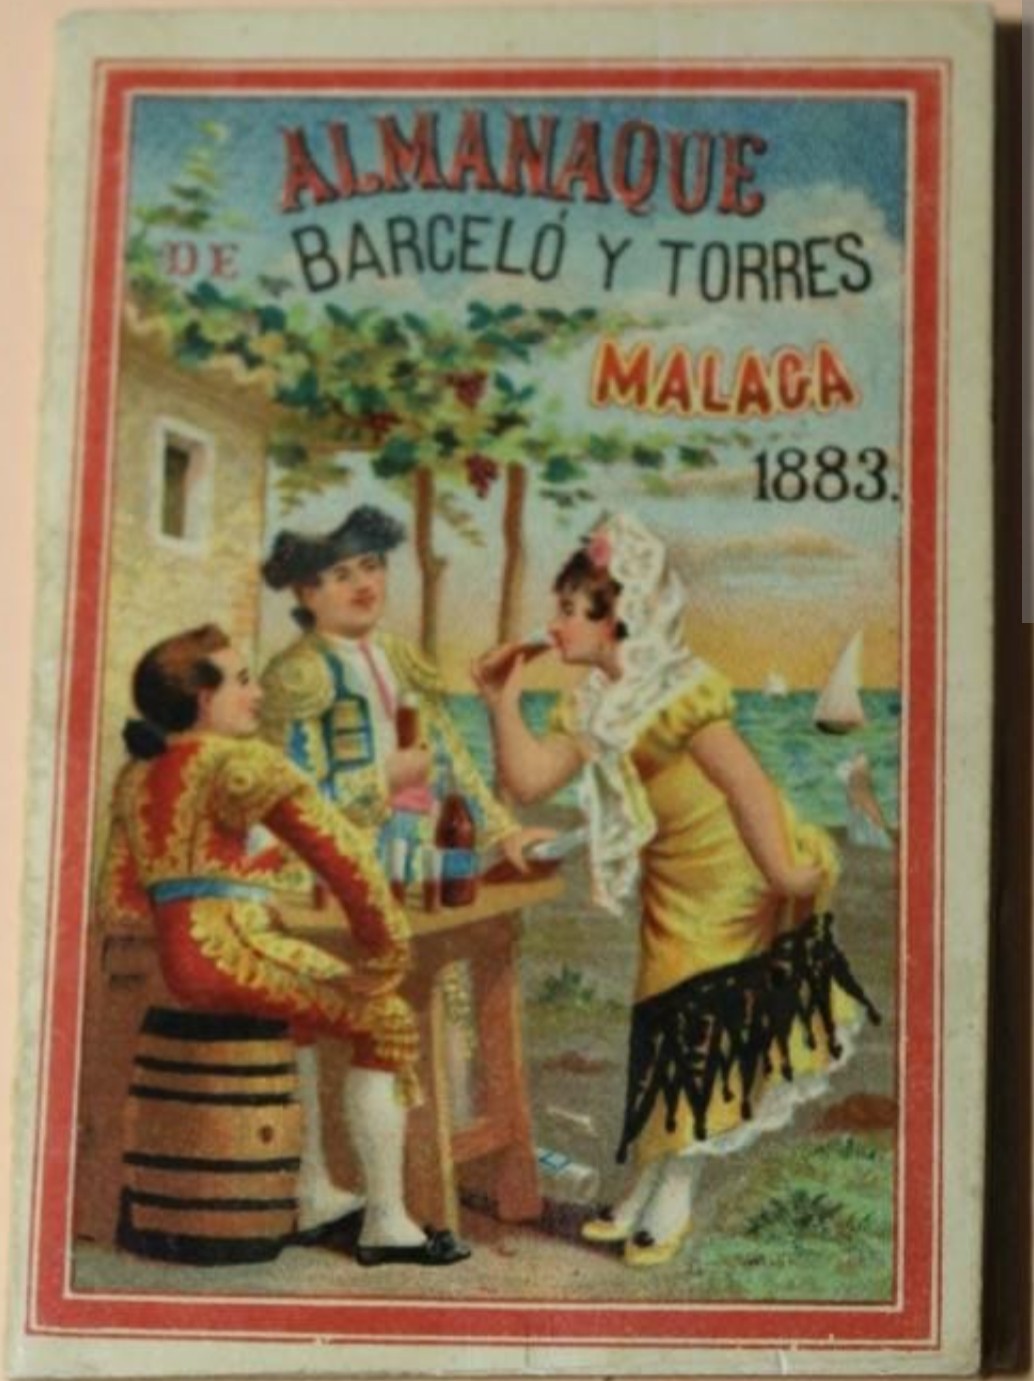 ALMANAQUE
DE BARCELÓ Y TORRES
MALAGA
1883.